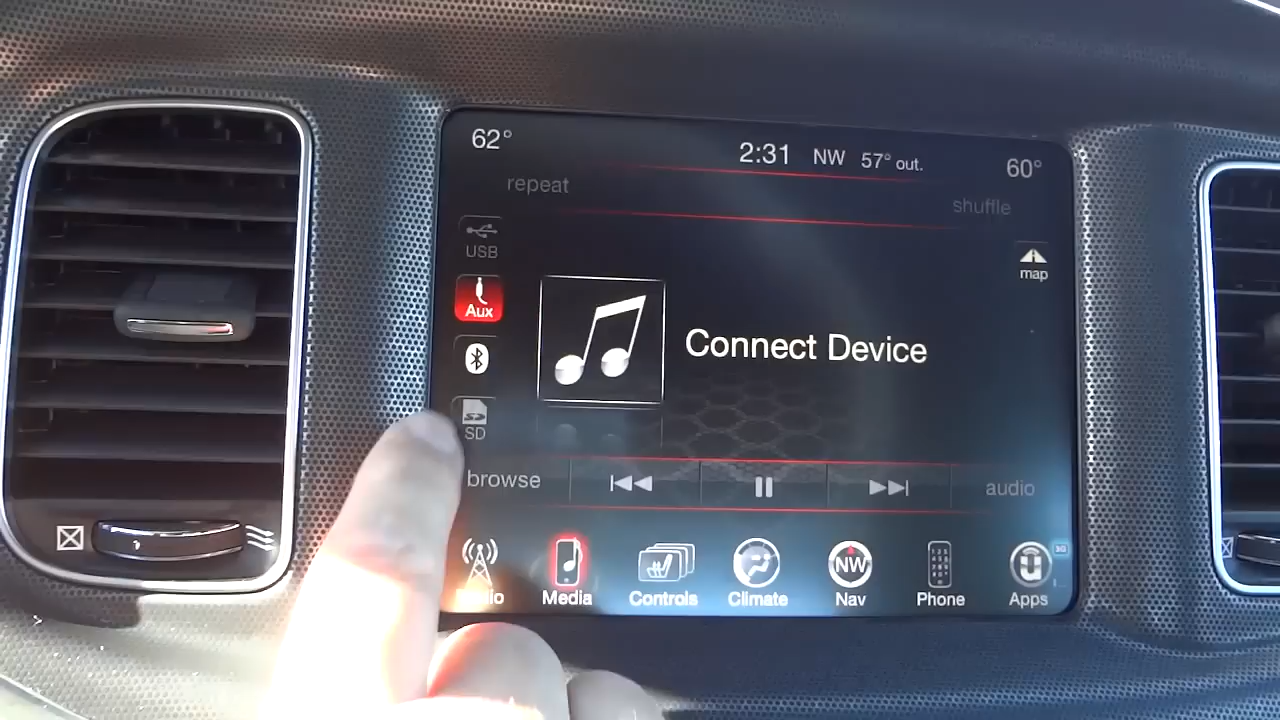 62°
2:31 NW 57° out.
60°
repeat
shuffle
USB
map
Aux
Connect Device
SD
browse
audio
Media
Controls
Climate
NW
Nav
Phone
Apps
3G